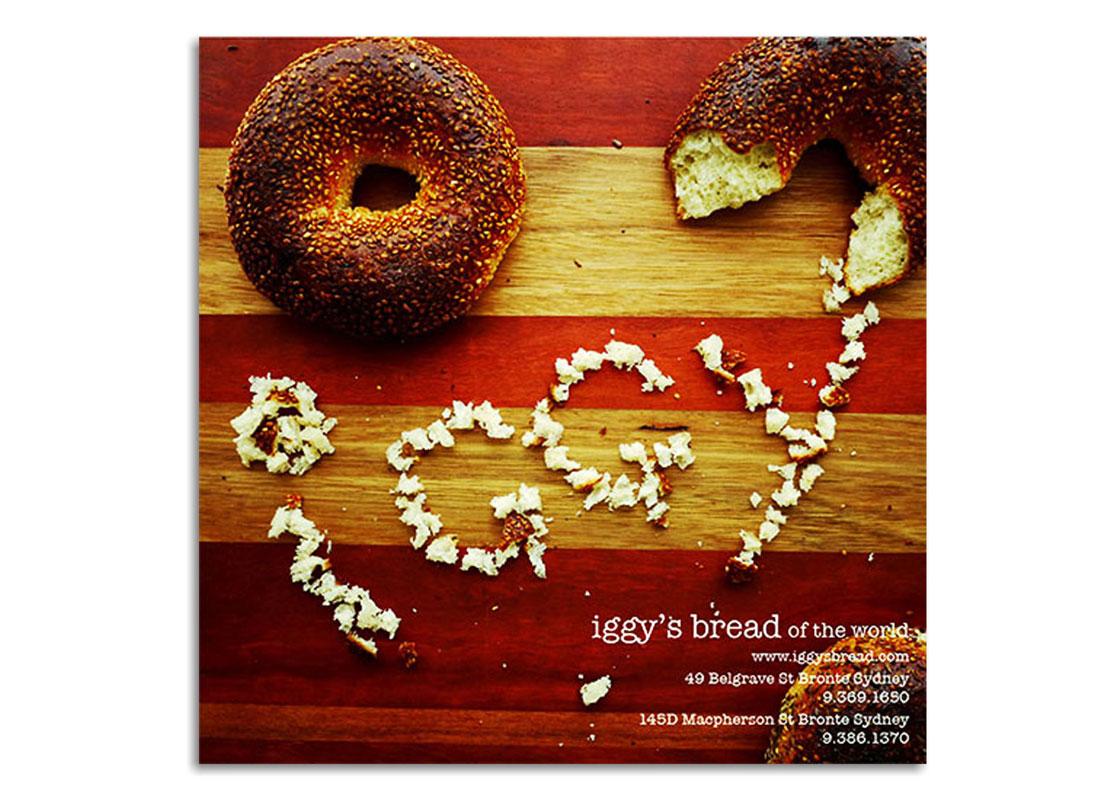 iGGY
iggy's bread of the world
www.iggysbread.com
49 Belgrave St Bronte Sydney
9.369.1650
145D Macpherson St Bronte Sydney
9.386.1370